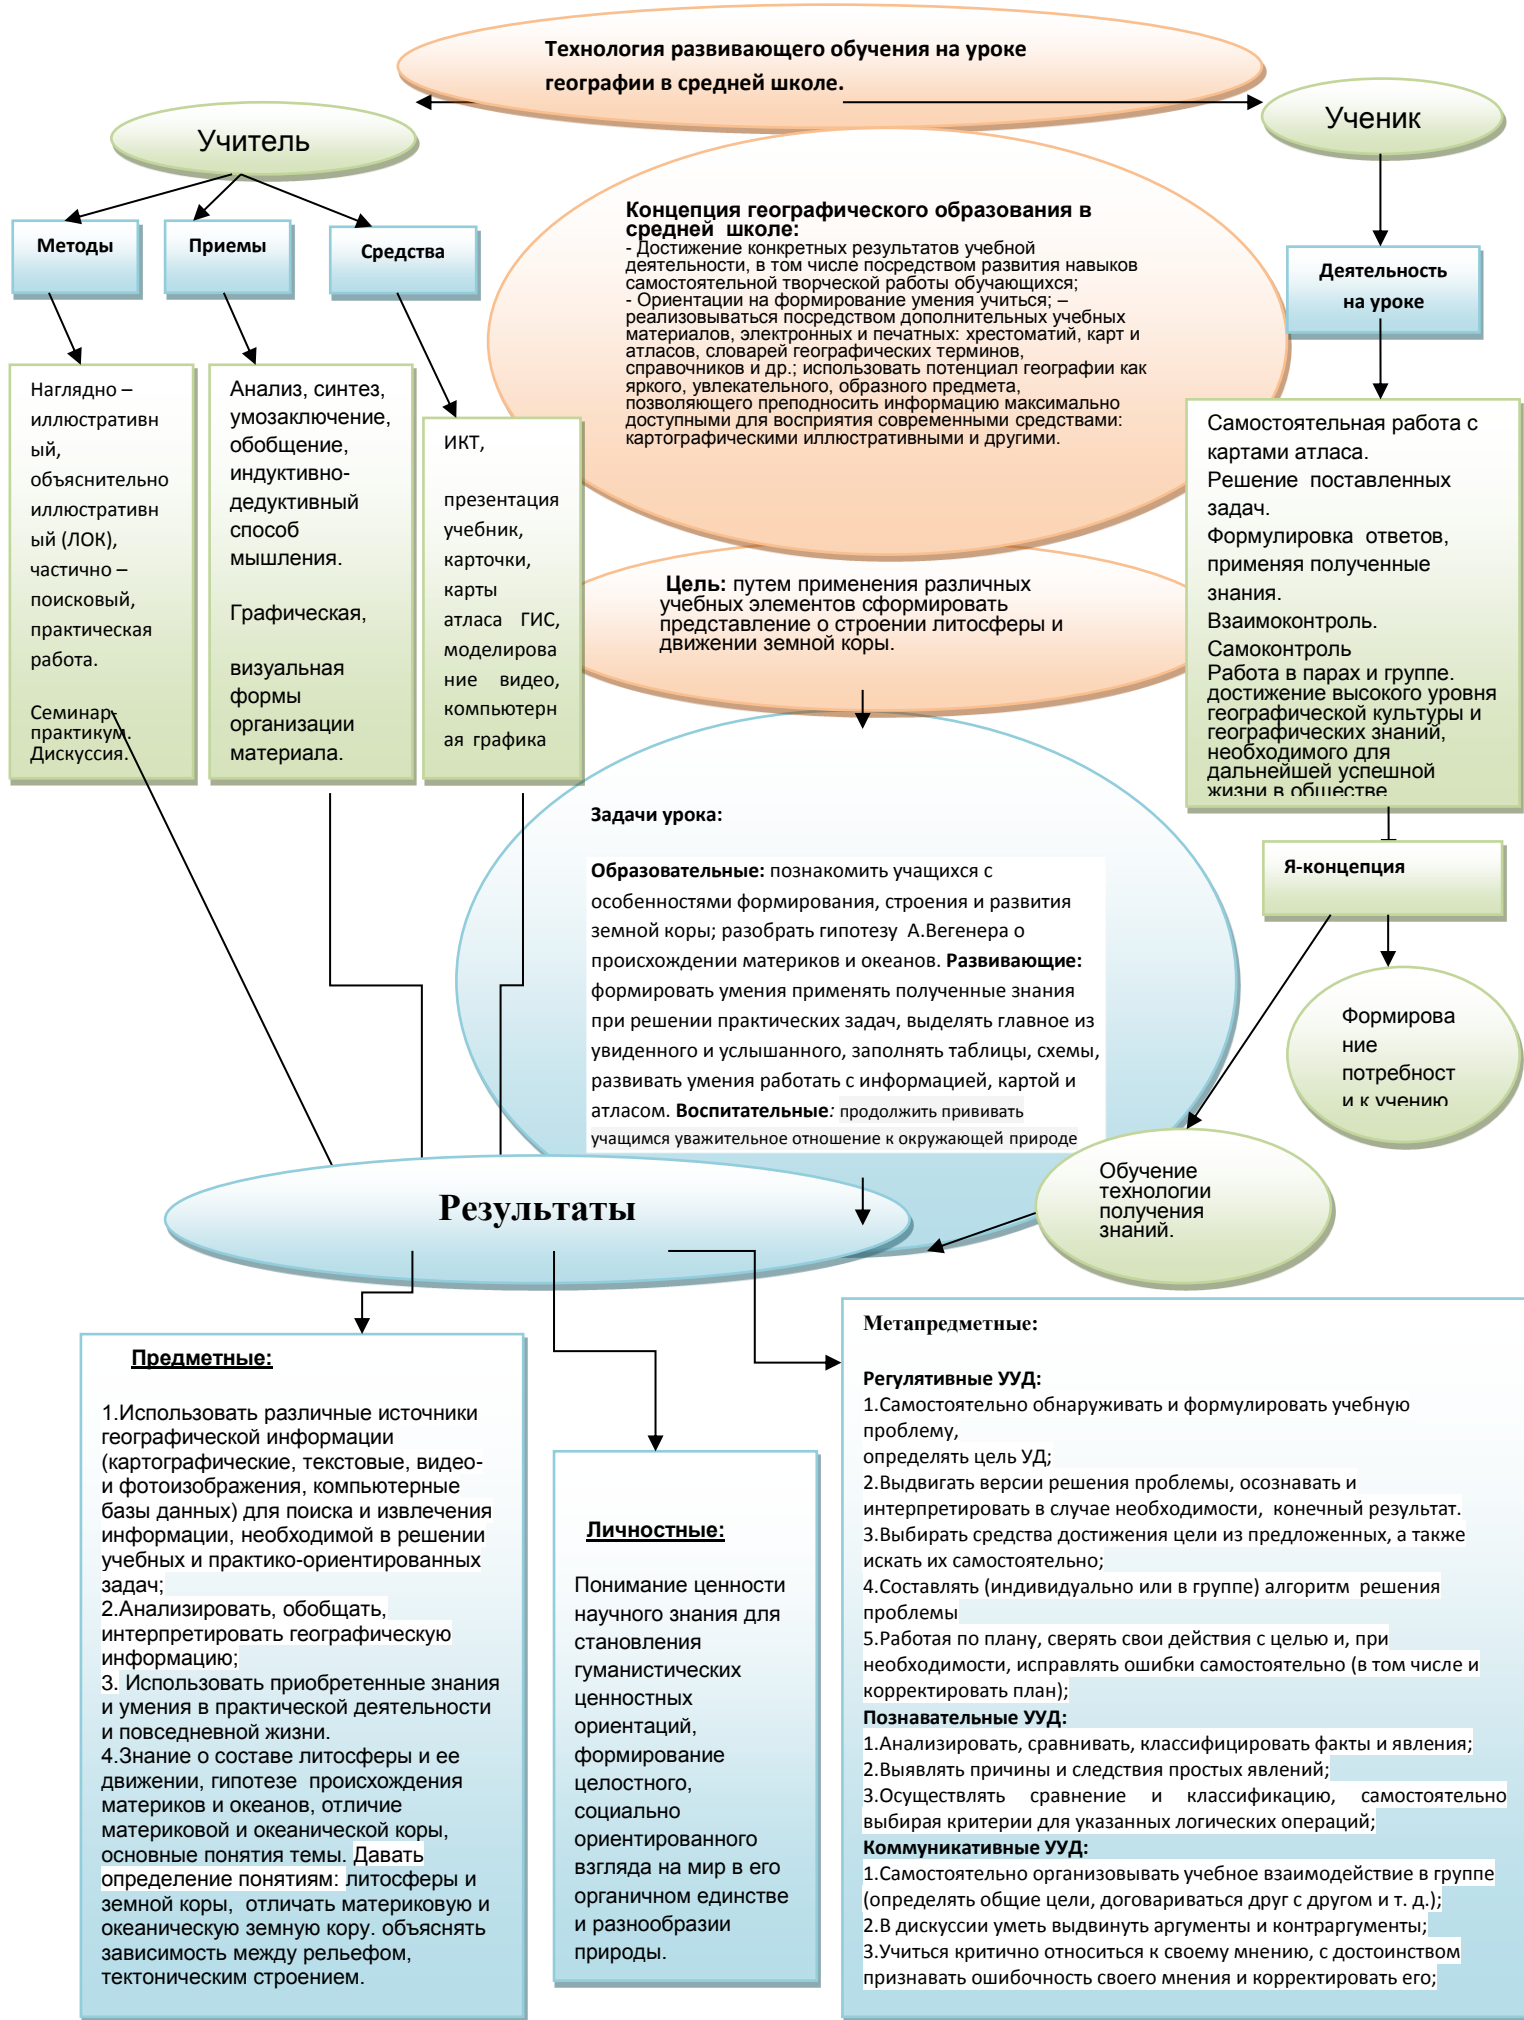 Технология развивающего обучения на уроке
географии в средней школе.
Учитель
Ученик
Методы
Приемы
Средства
Деятельность
на уроке
Концепция географического образования в
средней  школе:
- Достижение конкретных результатов учебной
деятельности, в том числе посредством развития навыков
самостоятельной творческой работы обучающихся;
- Ориентации на формирование умения учиться; –
реализовываться посредством дополнительных учебных
материалов, электронных и печатных: хрестоматий, карт и
атласов, словарей географических терминов,
справочников и др.; использовать потенциал географии как
яркого, увлекательного, образного предмета,
позволяющего преподносить информацию максимально
доступными для восприятия современными средствами:
картографическими иллюстративными и другими.
Наглядно –
иллюстративн
ый,
объяснительно
иллюстративн
ый (ЛОК),
частично –
поисковый,
практическая
работа.
Семинар-
практикум.
Дискуссия.
Анализ, синтез,
умозаключение,
обобщение,
индуктивно-
дедуктивный
способ
мышления.
Графическая,
визуальная
формы
организации
материала.
ИКТ,
презентация
учебник,
карточки,
карты
атласа ГИС,
моделирова
ние видео,
компьютерн
ая графика
Самостоятельная работа с
картами атласа.
Решение  поставленных
задач.
Формулировка  ответов,
применяя полученные
знания.
Взаимоконтроль.
Самоконтроль
Работа в парах и группе.
достижение высокого уровня
географической культуры и
географических знаний,
необходимого для
дальнейшей успешной
жизни в обществе
Цель: путем применения различных
учебных элементов сформировать
представление о строении литосферы и
движении земной коры.
Задачи урока:
Образовательные: познакомить учащихся с
особенностями формирования, строения и развития
земной коры; разобрать гипотезу  А.Вегенера о
происхождении материков и океанов. Развивающие:
формировать умения применять полученные знания
при решении практических задач, выделять главное из
увиденного и услышанного, заполнять таблицы, схемы,
развивать умения работать с информацией, картой и
атласом. Воспитательные: продолжить прививать
учащимся уважительное отношение к окружающей природе
Я-концепция
Формирова
ние
потребност
и к учению
Обучение
технологии
получения
знаний.
Результаты
Предметные:
1.Использовать различные источники
географической информации
(картографические, текстовые, видео-
и фотоизображения, компьютерные
базы данных) для поиска и извлечения
информации, необходимой в решении
учебных и практико-ориентированных
задач;
2.Анализировать, обобщать,
интерпретировать географическую
информацию;
3. Использовать приобретенные знания
и умения в практической деятельности
и повседневной жизни.
4.Знание о составе литосферы и ее
движении, гипотезе  происхождения
материков и океанов, отличие
материковой и океанической коры,
основные понятия темы. Давать
определение понятиям: литосферы и
земной коры,  отличать материковую и
океаническую земную кору. объяснять
зависимость между рельефом,
тектоническим строением.
Личностные:
Понимание ценности
научного знания для
становления
гуманистических
ценностных
ориентаций,
формирование
целостного,
социально
ориентированного
взгляда на мир в его
органичном единстве
и разнообразии
природы.
Метапредметные:
Регулятивные УУД:
1.Самостоятельно обнаруживать и формулировать учебную
проблему,
определять цель УД;
2.Выдвигать версии решения проблемы, осознавать и
интерпретировать в случае необходимости,  конечный результат.
3.Выбирать средства достижения цели из предложенных, а также
искать их самостоятельно;
4.Составлять (индивидуально или в группе) алгоритм  решения
проблемы
5.Работая по плану, сверять свои действия с целью и, при
необходимости, исправлять ошибки самостоятельно (в том числе и
корректировать план);
Познавательные УУД:
1.Анализировать, сравнивать, классифицировать факты и явления;
2.Выявлять причины и следствия простых явлений;
3.Осуществлять сравнение и классификацию, самостоятельно
выбирая критерии для указанных логических операций;
Коммуникативные УУД:
1.Самостоятельно организовывать учебное взаимодействие в группе
(определять общие цели, договариваться друг с другом и т. д.);
2.В дискуссии уметь выдвинуть аргументы и контраргументы;
3.Учиться критично относиться к своему мнению, с достоинством
признавать ошибочность своего мнения и корректировать его;